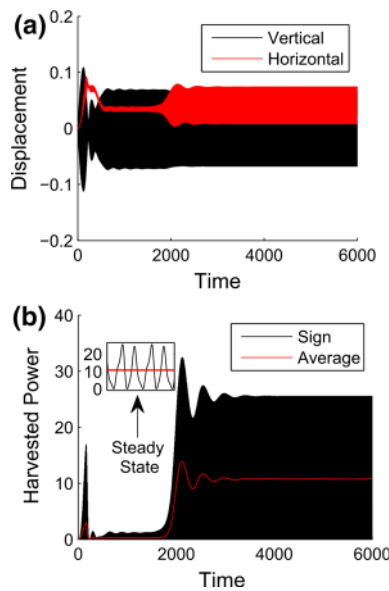 (a)
0.2
0.1
0
-0.1
-0.2
Displacement
Vertical
Horizontal
0 2000 4000 6000
Time
(b)
40
30
20
10
0
Harvested Power
Sign
Average
20
10
0
Steady
State
0 2000 4000 6000
Time